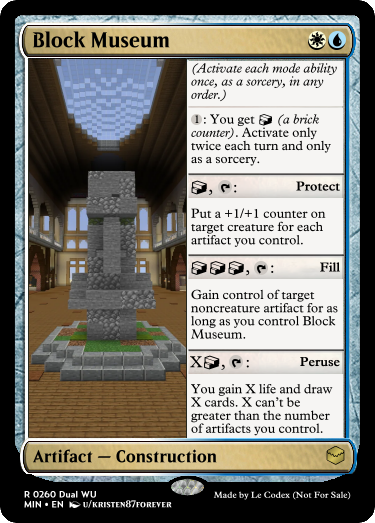 Block Museum
(Activate each mode ability
once, as a sorcery, in any
order.)
1: You get (a brick
counter). Activate only
twice each turn and only
as a sorcery.
, : Protect
Put a +1/+1 counter on
target creature for each
artifact you control.
, : Fill
Gain control of target
noncreature artifact for as
long as you control Block
Museum.
X, : Peruse
You gain X life and draw
X cards. X can't be
greater than the number
of artifacts you control.
Artifact — Construction
R 0260 Dual WU
MIN • EN u/KRISTEN87FOREVER
Made by Le Codex (Not For Sale)